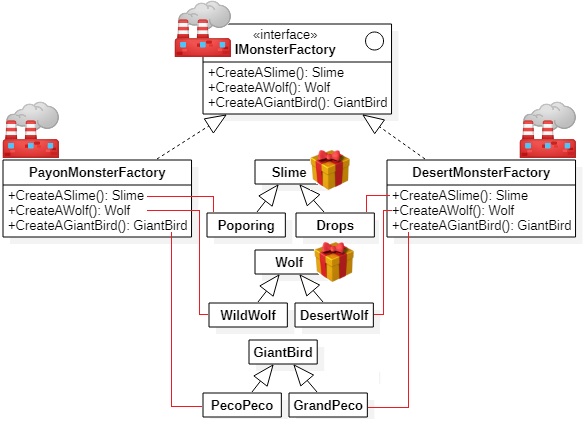 «interface»
IMonsterFactory
+CreateASlime(): Slime
+CreateAWolf(): Wolf
+CreateAGiantBird(): GiantBird
PayonMonsterFactory
+CreateASlime(): Slime
+CreateAWolf(): Wolf
+CreateAGiantBird(): GiantBird
Slime
Poporing
Drops
DesertMonsterFactory
+CreateASlime(): Slime
+CreateAWolf(): Wolf
+CreateAGiantBird(): GiantBird
Wolf
WildWolf
DesertWolf
GiantBird
PecoPeco
GrandPeco